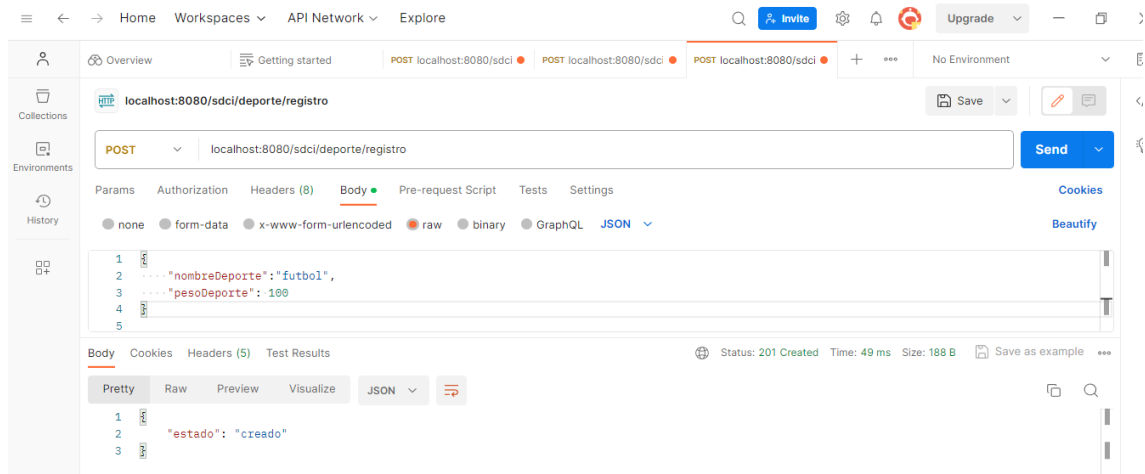 Home Workspaces API Network Explore Invite Upgrade
Overview Getting started POST localhost:8080/sdci POST localhost:8080/sdci POST localhost:8080/sdci No Environment
HTTP localhost:8080/sdci/deporte/registro Save
Collections
POST localhost:8080/sdci/deporte/registro Send
Environments
Params Authorization Headers (8) Body Pre-request Script Tests Settings Cookies
History
none form-data x-www-form-urlencoded raw binary GraphQL JSON Beautify
1 {
2 ····"nombreDeporte":"futbol",
3 ····"pesoDeporte":·100
4 }
5
Body Cookies Headers (5) Test Results Status: 201 Created Time: 49 ms Size: 188 B Save as example
Pretty Raw Preview Visualize JSON
1 {
2 "estado": "creado"
3 }